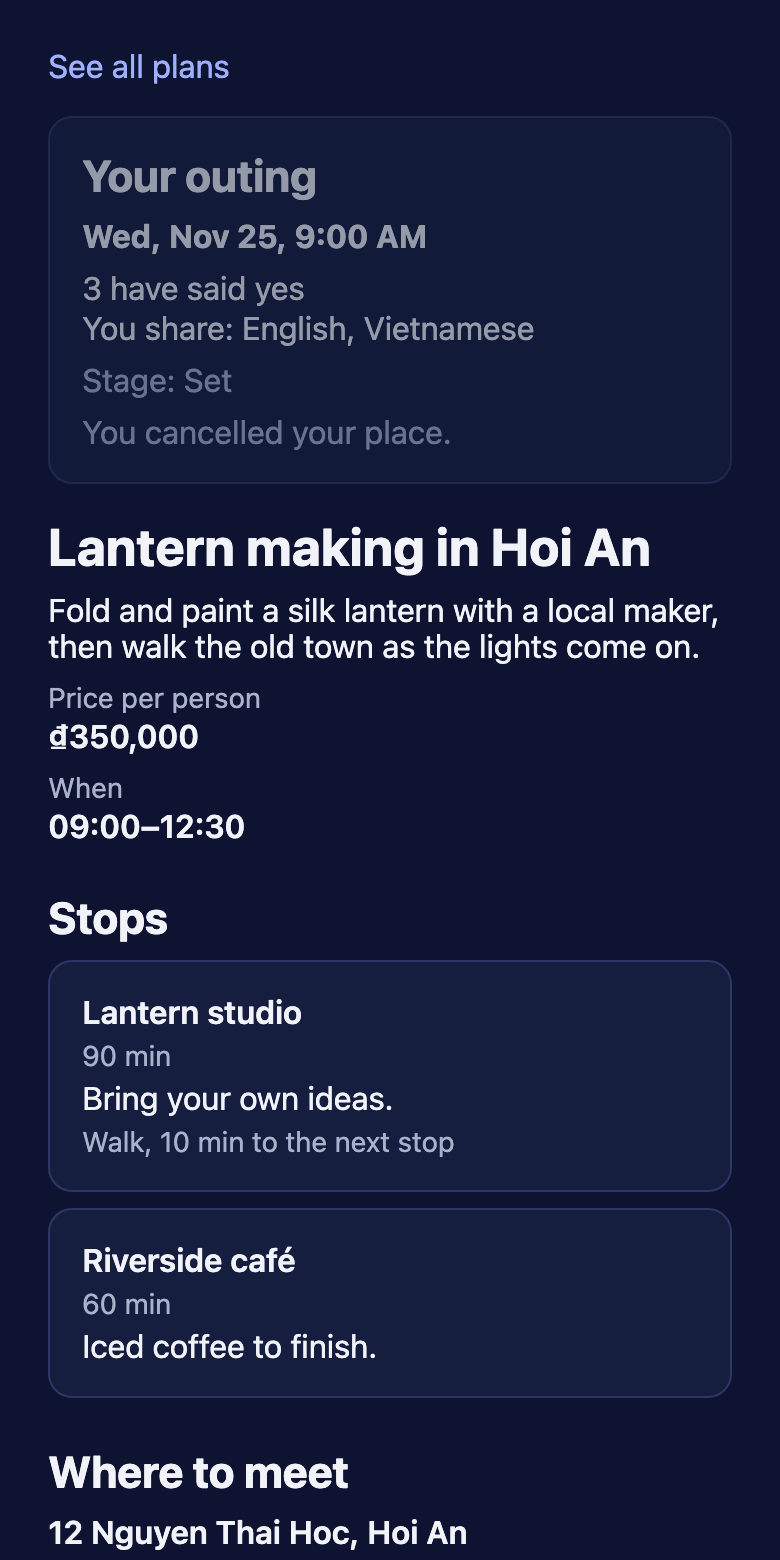 See all plans
Your outing
Wed, Nov 25, 9:00 AM
3 have said yes
You share: English, Vietnamese
Stage: Set
You cancelled your place.
Lantern making in Hoi An
Fold and paint a silk lantern with a local maker,
then walk the old town as the lights come on.
Price per person
₫350,000
When
09:00–12:30
Stops
Lantern studio
90 min
Bring your own ideas.
Walk, 10 min to the next stop
Riverside café
60 min
Iced coffee to finish.
Where to meet
12 Nguyen Thai Hoc, Hoi An